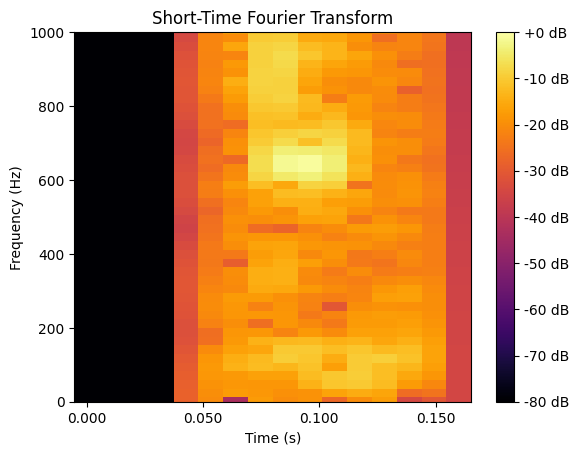 Short-Time Fourier Transform
1000
800
600
400
200
0
Frequency (Hz)
0.000
0.050
0.100
0.150
Time (s)
+0 dB
-10 dB
-20 dB
-30 dB
-40 dB
-50 dB
-60 dB
-70 dB
-80 dB